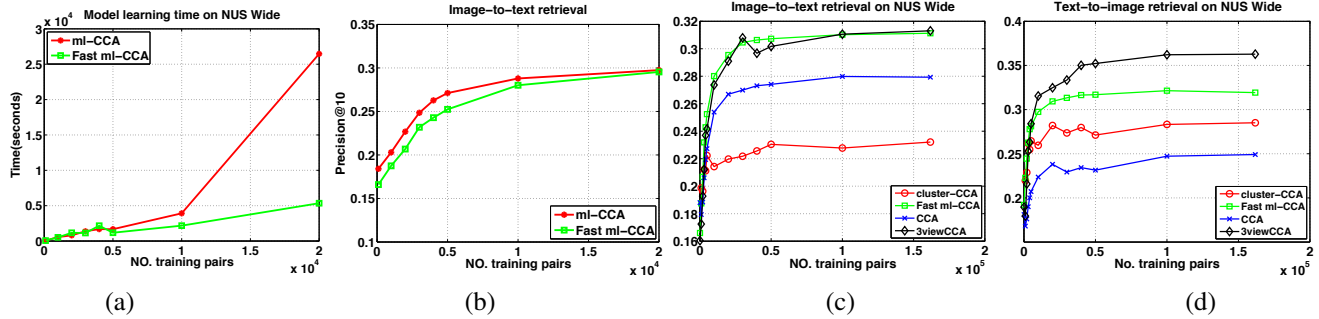 Model learning time on NUS Wide
x 10^4
3
2.5
2
1.5
1
0.5
0
Time(seconds)
ml-CCA
Fast ml-CCA
0 0.5 1 1.5 2
NO. training pairs
x 10^4
(a)
Image-to-text retrieval
0.4
0.35
0.3
0.25
0.2
0.15
0.1
Precision@10
ml-CCA
Fast ml-CCA
0 0.5 1 1.5 2
NO. training pairs
x 10^4
(b)
Image-to-text retrieval on NUS Wide
0.32
0.3
0.28
0.26
0.24
0.22
0.2
0.18
0.16
cluster-CCA
Fast ml-CCA
CCA
3viewCCA
0 0.5 1 1.5 2
NO. training pairs
x 10^5
(c)
Text-to-image retrieval on NUS Wide
0.4
0.35
0.3
0.25
0.2
cluster-CCA
Fast ml-CCA
CCA
3viewCCA
0 0.5 1 1.5 2
NO. training pairs
x 10^5
(d)